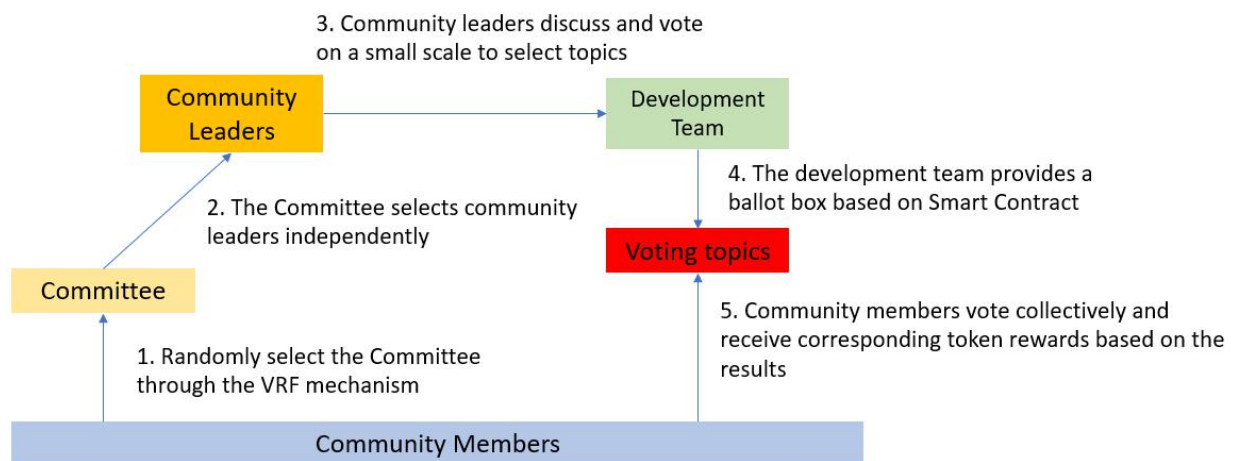 3. Community leaders discuss and vote
on a small scale to select topics
Community
Leaders
Development
Team
4. The development team provides a
ballot box based on Smart Contract
2. The Committee selects community
leaders independently
Voting topics
Committee
5. Community members vote collectively and
receive corresponding token rewards based on the
results
1. Randomly select the Committee
through the VRF mechanism
Community Members